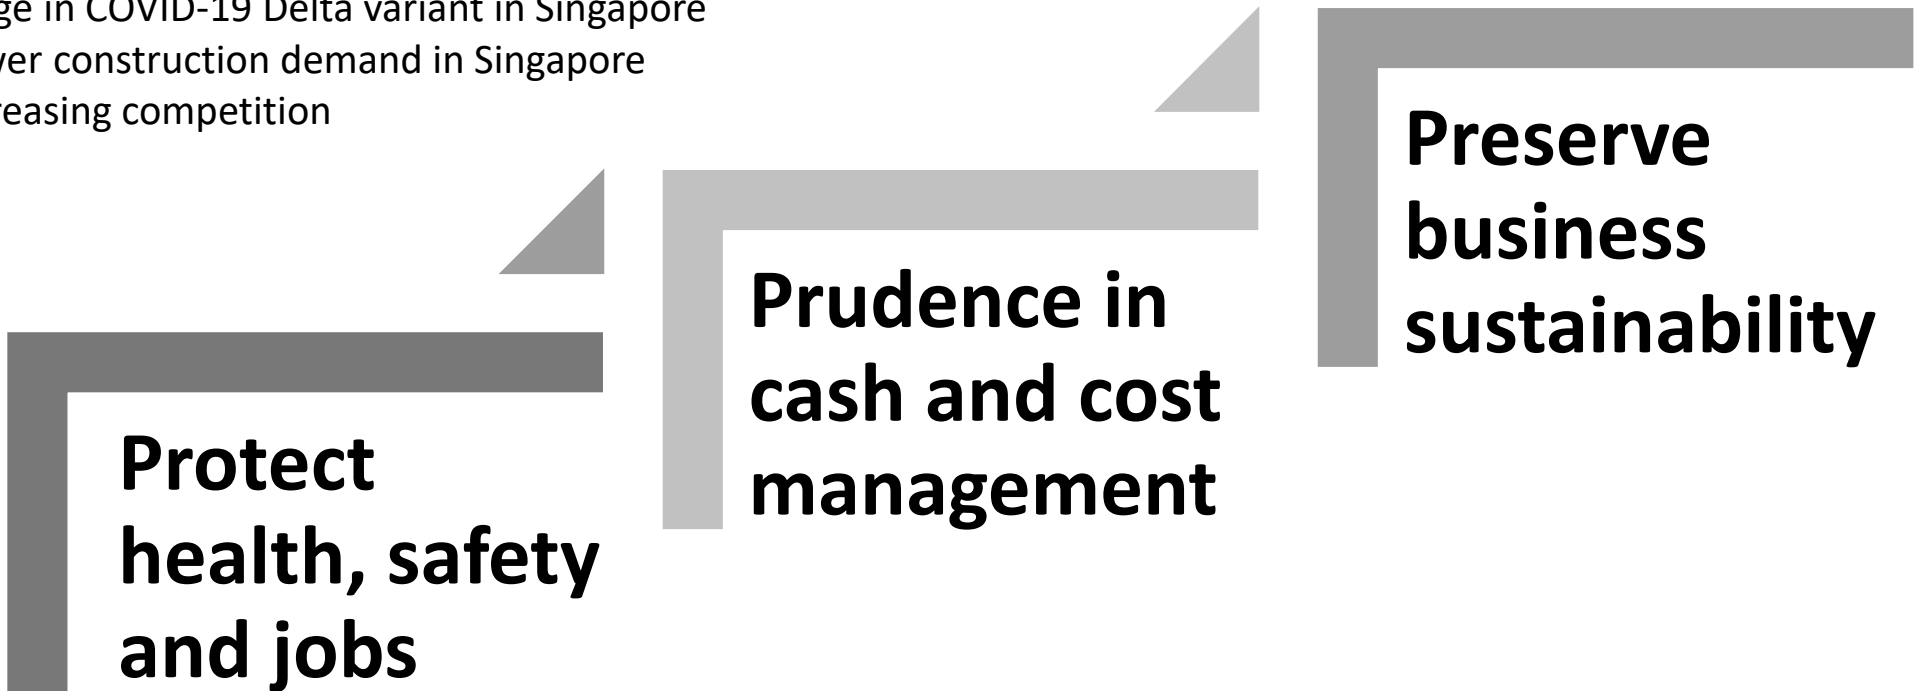 in COVID-19 Delta variant in Singapore
construction demand in Singapore
competition
Protect
health, safety
and jobs
Prudence in
cash and cost
management
Preserve
business
sustainability